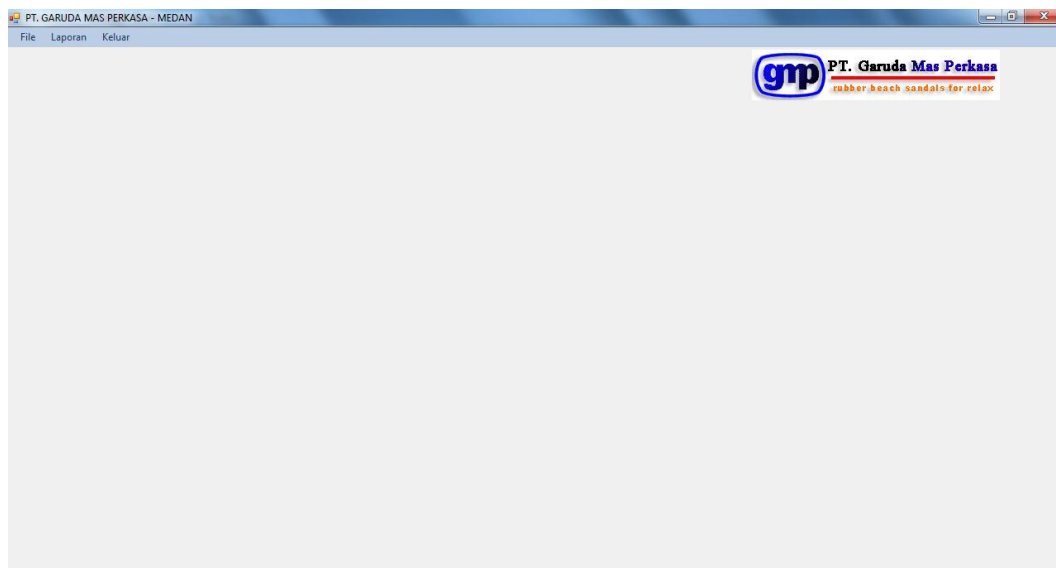 PT. GARUDA MAS PERKASA - MEDAN
File Laporan Keluar
gmp
PT. Garuda Mas Perkasa
rubber beach sandals for relax